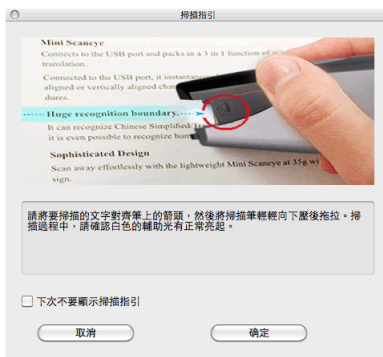 掃描指引
Mini Scaneye
Connects to the USB port and packs in a 3 in 1 function of
translation.
Connected to the USB port, it
aligned or vertically aligned
dures.
Huge recognition boundary.
It can recognize Chinese Simplified/
it is even possible to recognize
Sophisticated Design
Scan away effortlessly with the lightweight Mini Scaneye at 35g
sign.
請將要掃描的文字對齊筆上的箭頭，然後將掃描筆輕輕向下壓後拖拉。掃
描過程中，請確認白色的輔助光有正常亮起。
下次不要顯示掃描指引
取消
确定